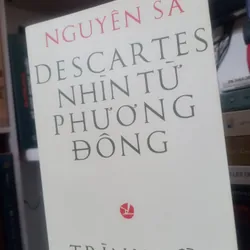 NGUYÊN SA
DESCARTES
NHÌN TỪ
PHƯƠNG
ĐÔNG